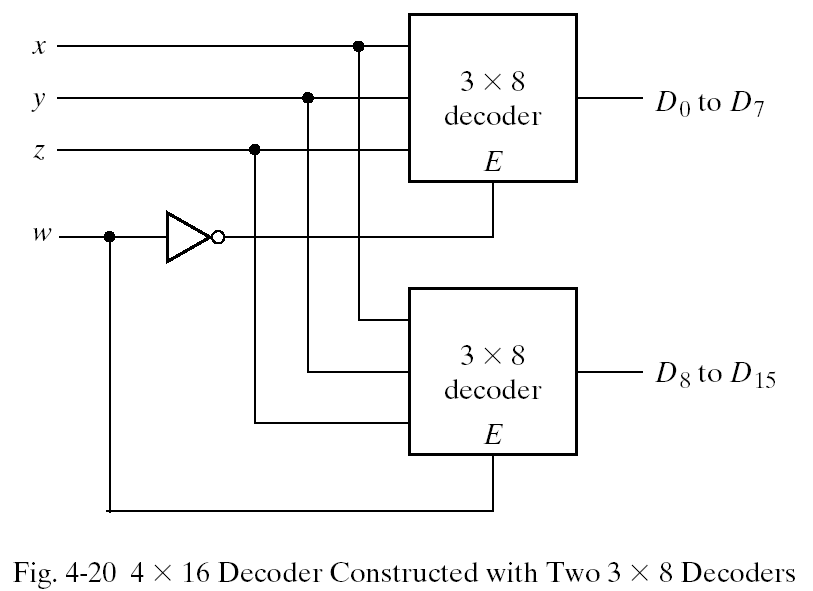 x
y
z
w
3 × 8
decoder
E
D0 to D7
3 × 8
decoder
E
D8 to D15
Fig. 4-20 4 × 16 Decoder Constructed with Two 3 × 8 Decoders